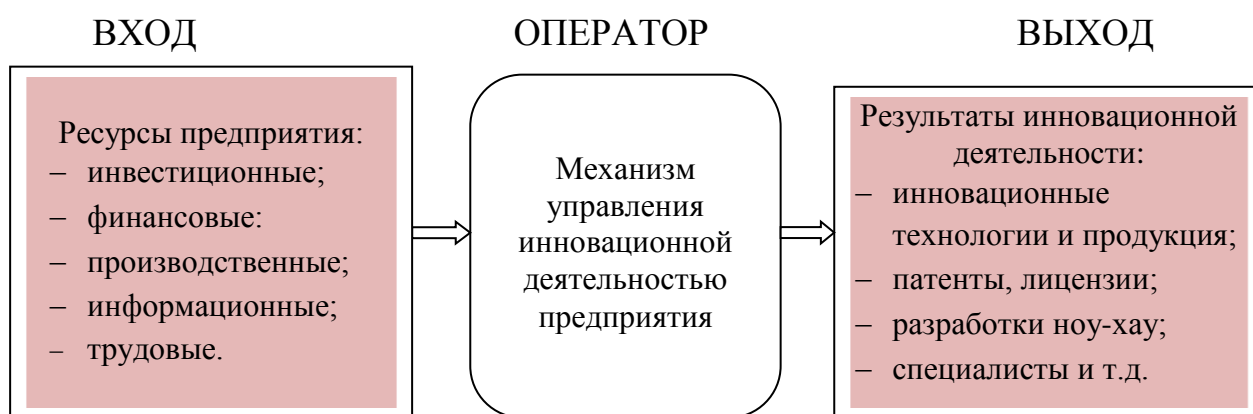 ВХОД
ОПЕРАТОР
ВЫХОД
Ресурсы предприятия:
– инвестиционные;
– финансовые:
– производственные;
– информационные;
– трудовые.
Механизм
управления
инновационной
деятельностью
предприятия
Результаты инновационной
деятельности:
– инновационные
технологии и продукция;
– патенты, лицензии;
– разработки ноу-хау;
– специалисты и т.д.